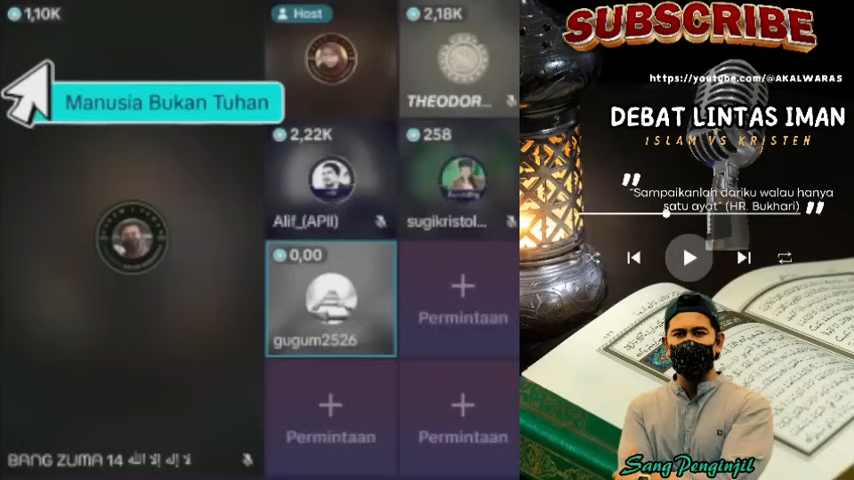 1,10K
Manusia Bukan Tuhan
BANG ZUMA 14 لا إله إلا الله
Host
2,18K
THEODOR...
2,22K
Alif_(APII)
258
sugikristol...
0,00
gugum2526
Permintaan
Permintaan
Permintaan
SUBSCRIBE
https://youtube.com/@AKALWARAS
DEBAT LINTAS IMAN
ISLAM VS KRISTEN
"Sampaikanlah dariku walau hanya
satu ayat" (HR. Bukhari)
Sang Penginjil